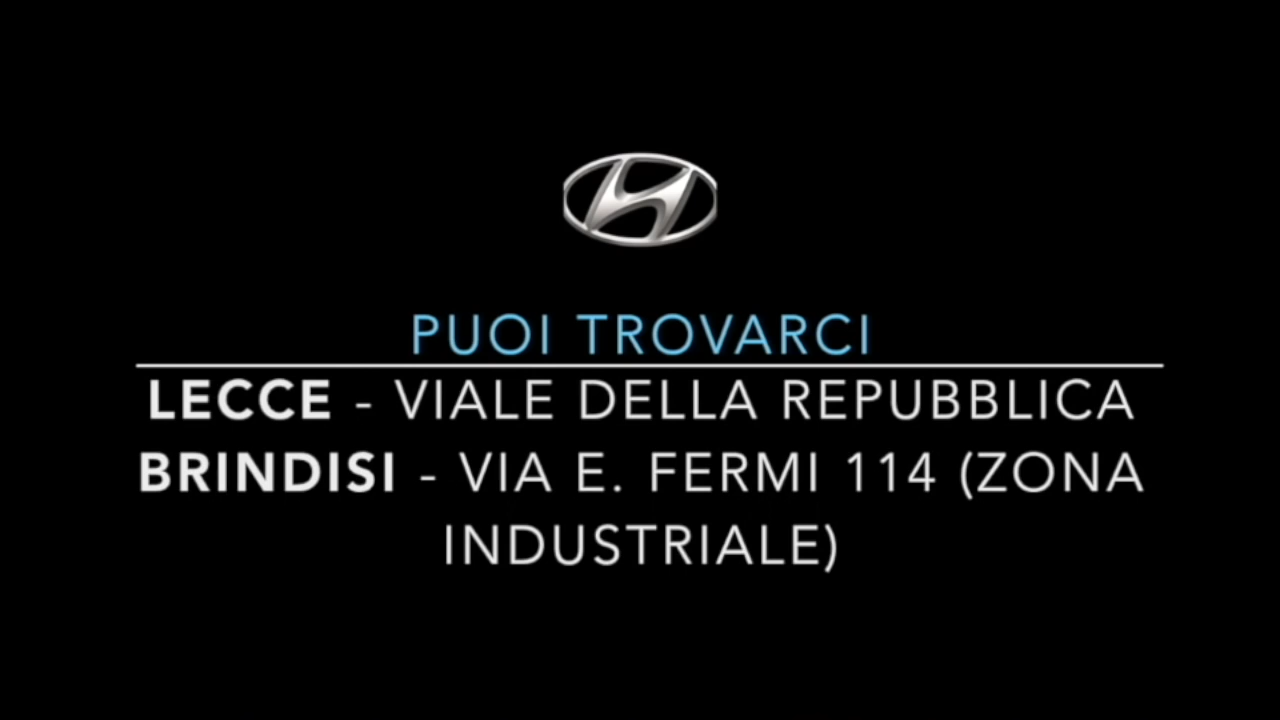 PUOI TROVARCI
LECCE - VIALE DELLA REPUBBLICA
BRINDISI - VIA E. FERMI 114 (ZONA
INDUSTRIALE)